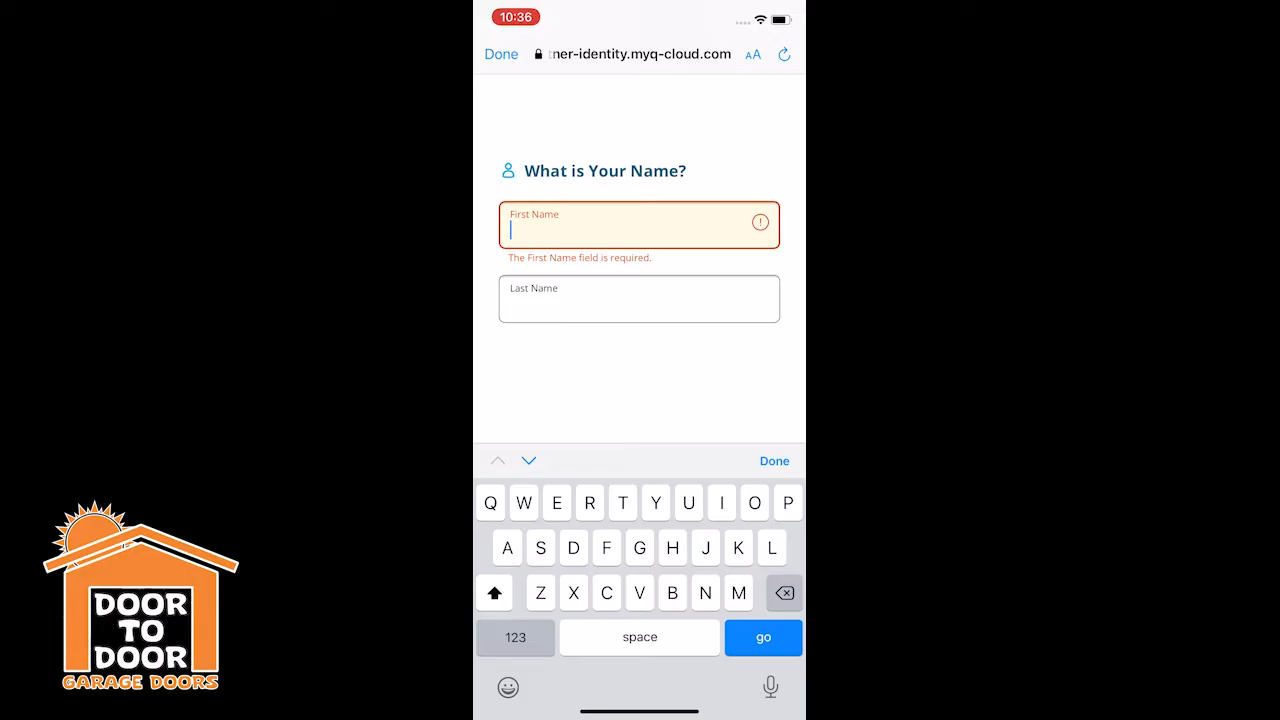 10:36
Done
ner-identity.myq-cloud.com
AA
What is Your Name?
First Name
!
The First Name field is required.
Last Name
Done
Q W E R T Y U I O P
A S D F G H J K L
Z X C V B N M
123
space
go
DOOR
TO
DOOR
GARAGE DOORS